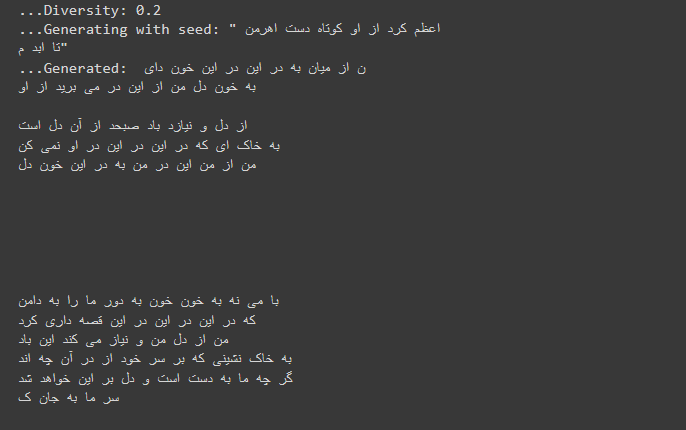 ...Diversity: 0.2
...Generating with seed: " اعظم کرد از او کوتاه دست اهرمن
تا ابد م"
...Generated:  ن از میان به در این در این خون دای
به خون دل من از این در می برید از او
از دل و نیازد باد صبحد از آن دل است
به خاک ای که در این در این در او نمی کن
من از من این در من به در این خون دل
با می نه به خون خون به دور ما را به دامن
که در این در این در این قصه داری کرد
من از دل من و نیاز می کند این باد
به خاک نشینی که بر سر خود از در آن چه اند
گر چه ما به دست است و دل بر این خواهد شد
سر ما به جان ک